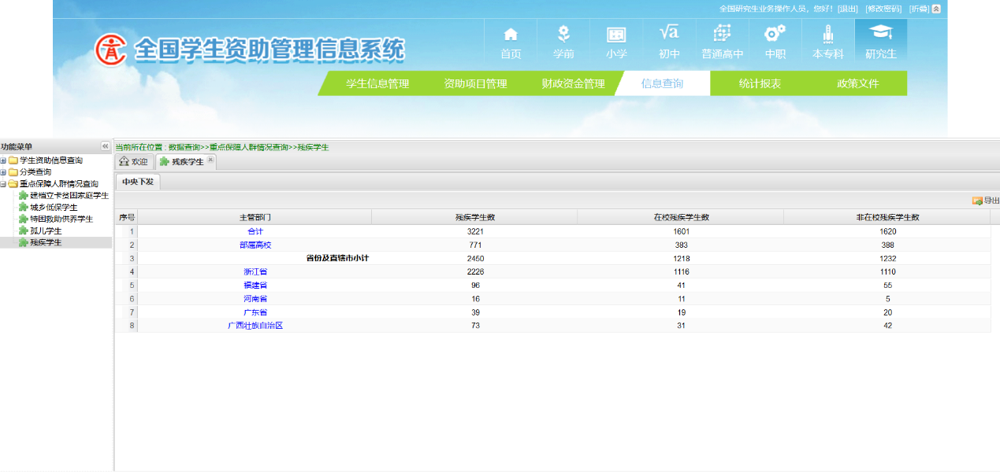 全国研究生业务操作人员，您好！ [退出] [修改密码] [折叠]
全国学生资助管理信息系统
首页 学前 小学 初中 普通高中 中职 本专科 研究生
学生信息管理 资助项目管理 财政资金管理 信息查询 统计报表 政策文件
功能菜单
学生资助信息查询
分类查询
重点保障人群情况查询
建档立卡贫困家庭学生
城乡低保学生
特困救助供养学生
孤儿学生
残疾学生
当前所在位置：数据查询>>重点保障人群情况查询>>残疾学生
欢迎 残疾学生
中央下发
导出
序号 主管部门 残疾学生数 在校残疾学生数 非在校残疾学生数
1 合计 3221 1601 1620
2 部属高校 771 383 388
3 省份及直辖市小计 2450 1218 1232
4 浙江省 2226 1116 1110
5 福建省 96 41 55
6 河南省 16 11 5
7 广东省 39 19 20
8 广西壮族自治区 73 31 42